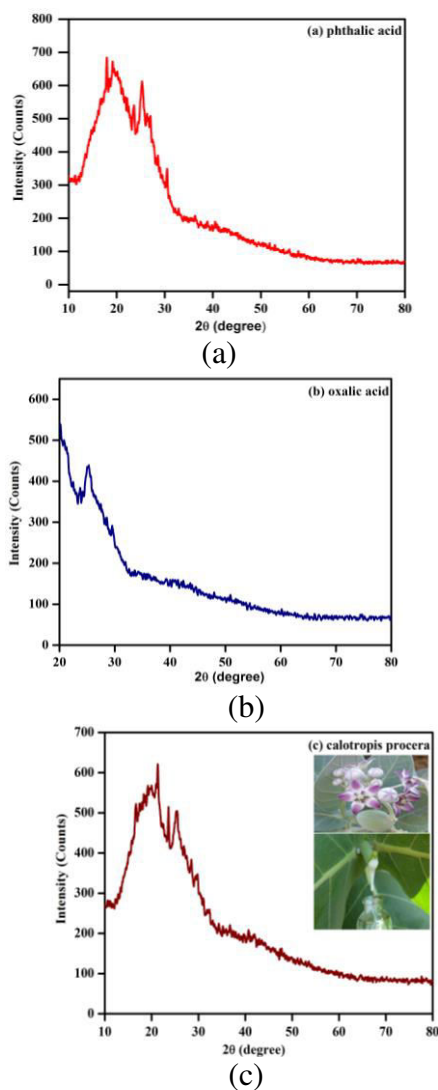 (a) phthalic acid
800
700
600
500
400
300
200
100
0
Intensity (Counts)
10 20 30 40 50 60 70 80
2θ (degree)
(a)
(b) oxalic acid
600
500
400
300
200
100
0
Intensity (Counts)
20 30 40 50 60 70 80
2θ (degree)
(b)
(c) calotropis procera
700
600
500
400
300
200
100
0
Intensity (Counts)
10 20 30 40 50 60 70 80
2θ (degree)
(c)